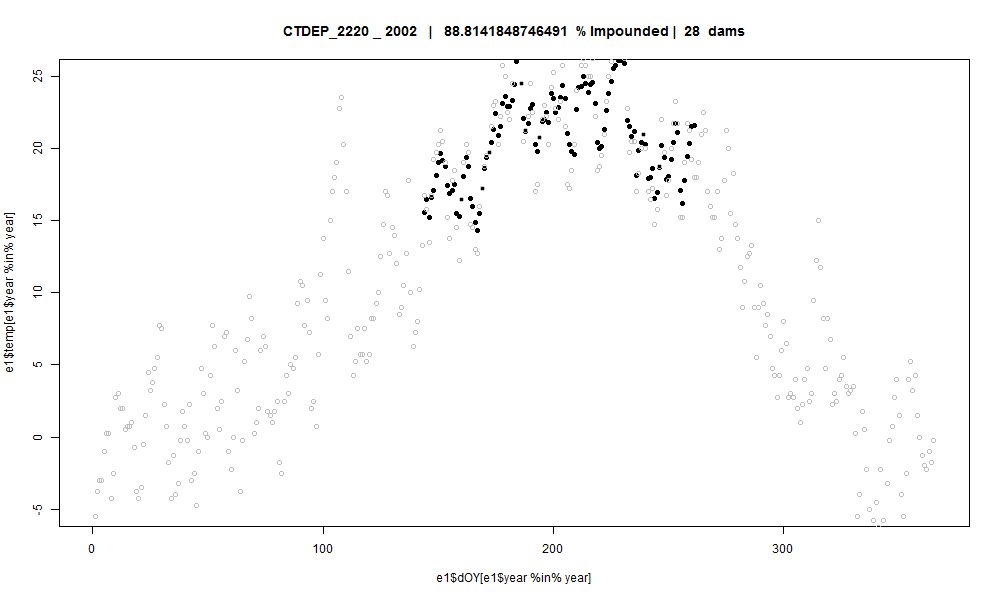 CTDEP_2220 _ 2002 | 88.8141848746491 % Impounded | 28 dams
e1$temp[e1$year %in% year]
25
20
15
10
5
0
-5
0 100 200 300
e1$dOY[e1$year %in% year]